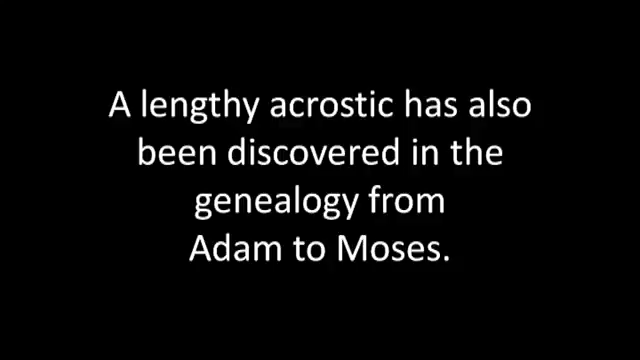 A lengthy acrostic has also
been discovered in the
genealogy from
Adam to Moses.